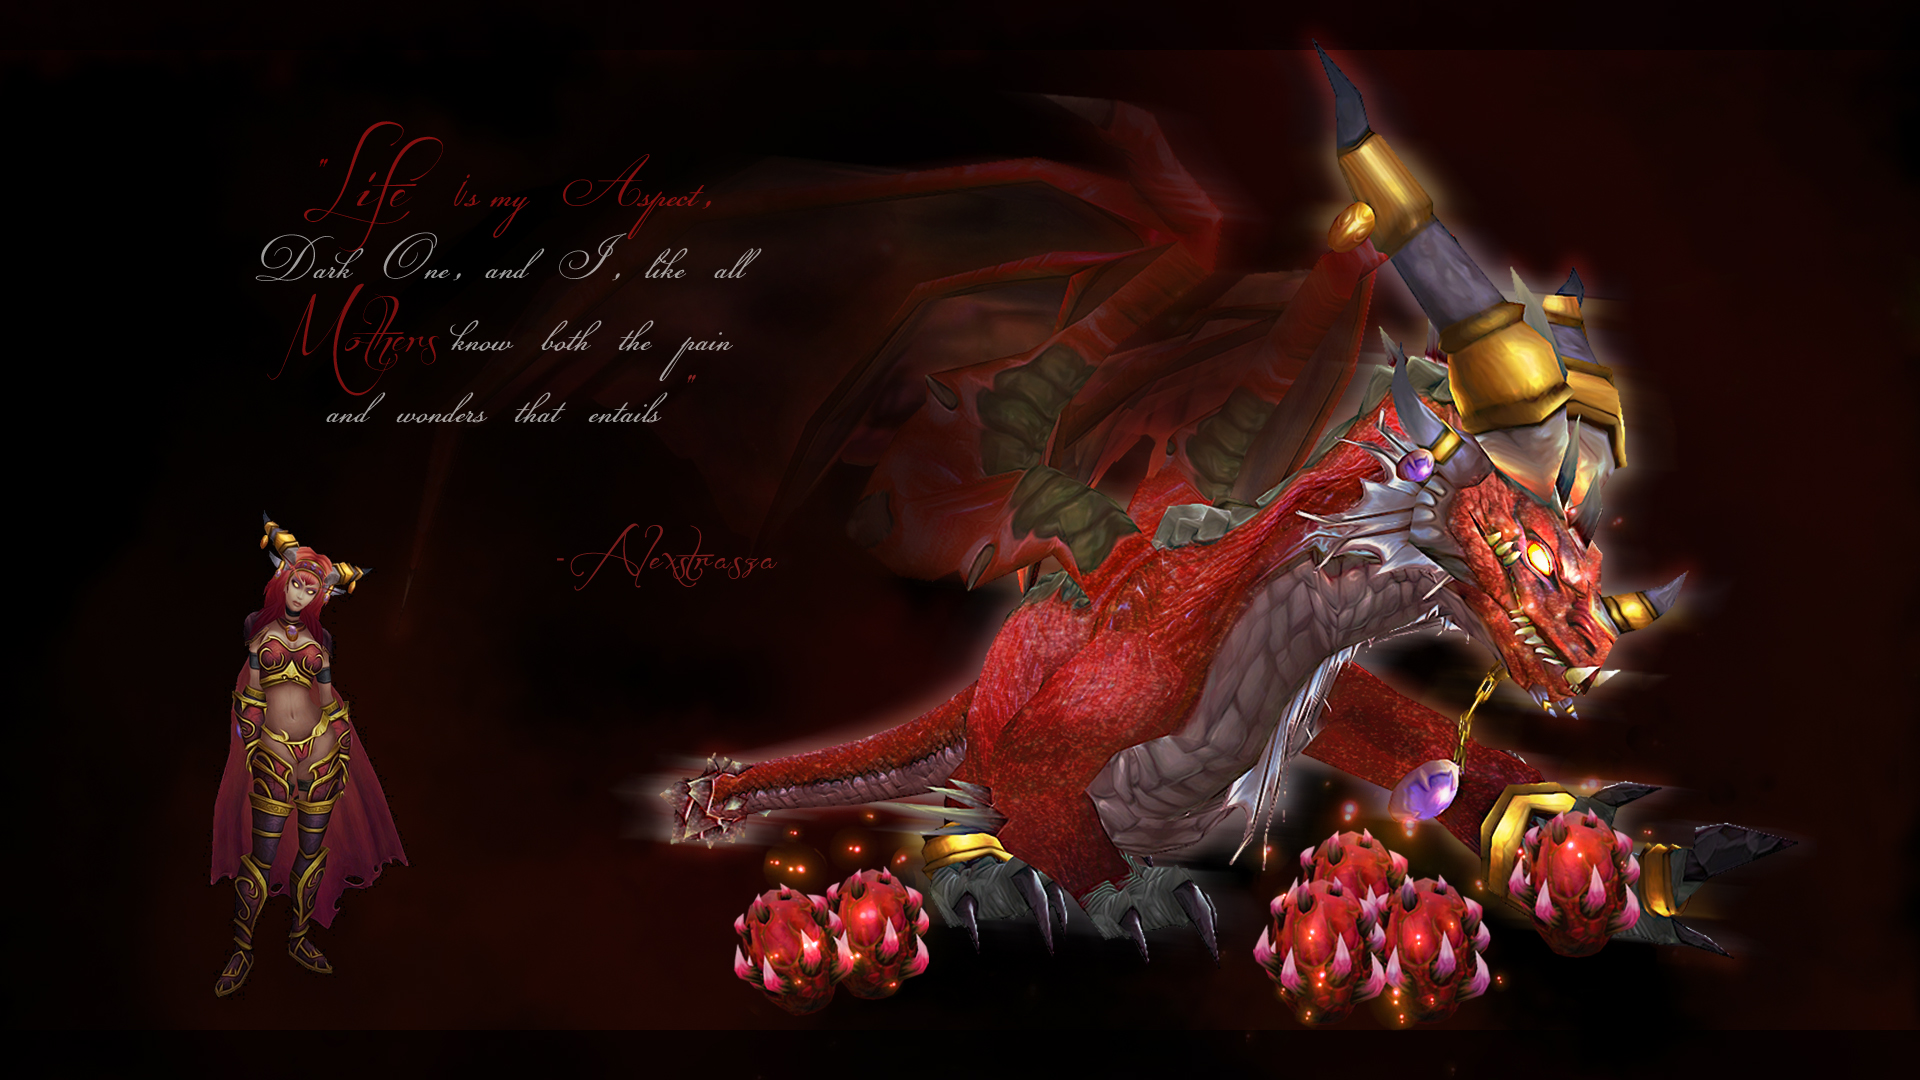 "Life is my Aspect,
Dark One, and I, like all
Mothers know both the pain
and wonders that entails"
-Alexstrasza